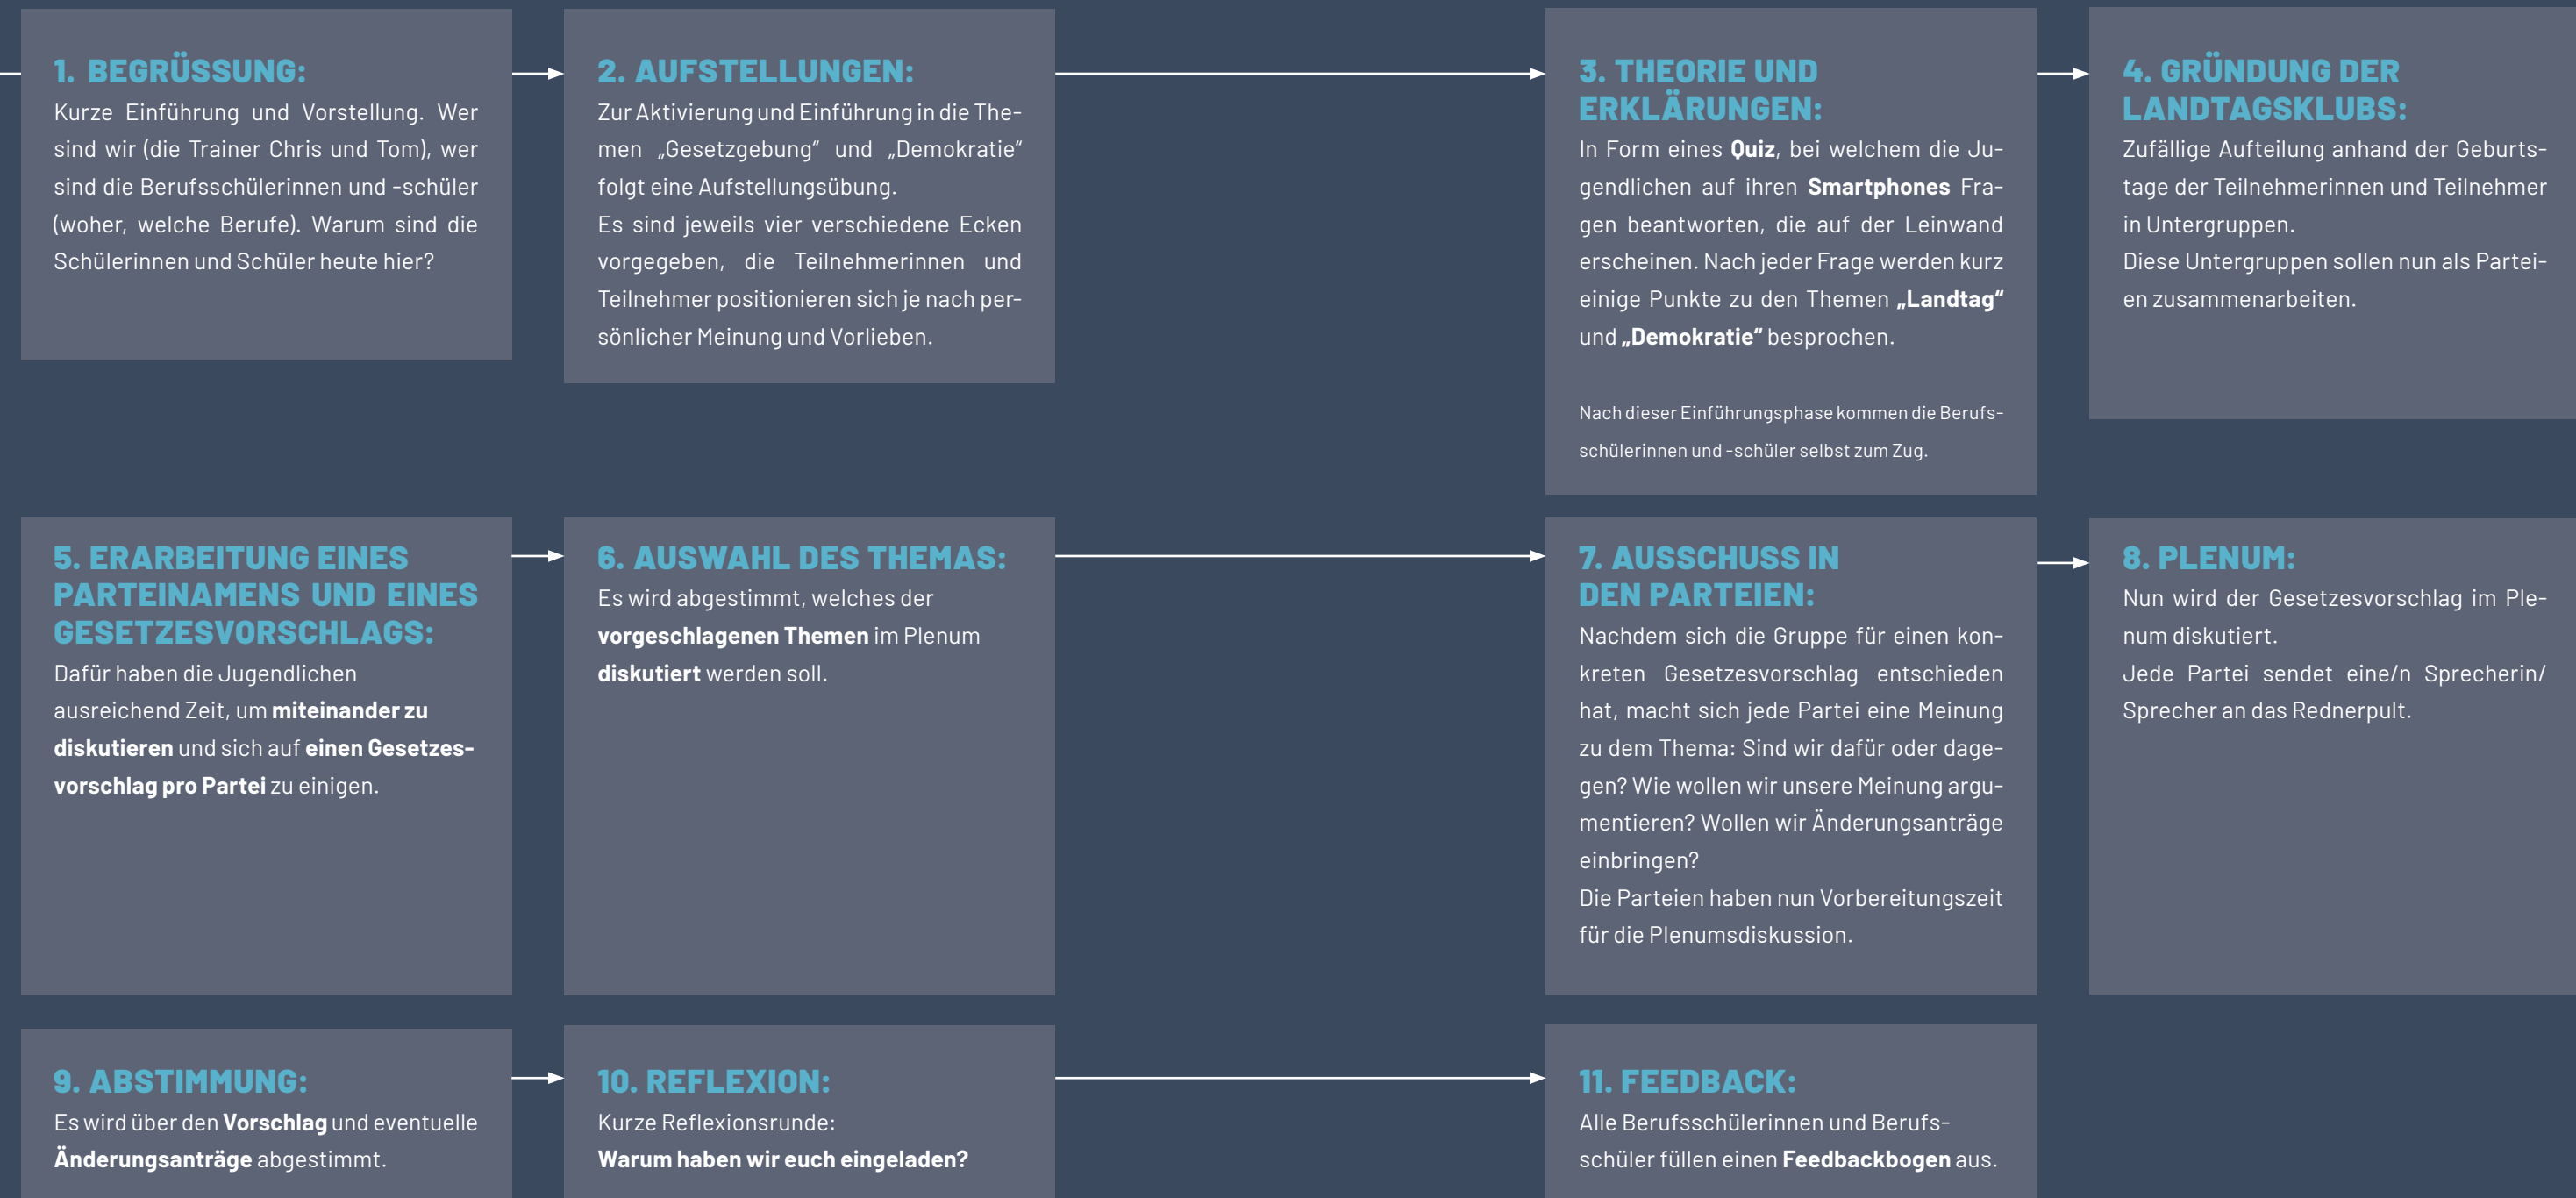 1. BEGRÜSSUNG:
Kurze Einführung und Vorstellung. Wer
sind wir (die Trainer Chris und Tom), wer
sind die Berufsschülerinnen und -schüler
(woher, welche Berufe). Warum sind die
Schülerinnen und Schüler heute hier?
2. AUFSTELLUNGEN:
Zur Aktivierung und Einführung in die The-
men „Gesetzgebung“ und „Demokratie“
folgt eine Aufstellungsübung.
Es sind jeweils vier verschiedene Ecken
vorgegeben, die Teilnehmerinnen und
Teilnehmer positionieren sich je nach per-
sönlicher Meinung und Vorlieben.
3. THEORIE UND
ERKLÄRUNGEN:
In Form eines Quiz, bei welchem die Ju-
gendlichen auf ihren Smartphones Fra-
gen beantworten, die auf der Leinwand
erscheinen. Nach jeder Frage werden kurz
einige Punkte zu den Themen „Landtag“
und „Demokratie“ besprochen.
Nach dieser Einführungsphase kommen die Berufs-
schülerinnen und -schüler selbst zum Zug.
4. GRÜNDUNG DER
LANDTAGSKLUBS:
Zufällige Aufteilung anhand der Geburts-
tage der Teilnehmerinnen und Teilnehmer
in Untergruppen.
Diese Untergruppen sollen nun als Partei-
en zusammenarbeiten.
5. ERARBEITUNG EINES
PARTEINAMENS UND EINES
GESETZESVORSCHLAGS:
Dafür haben die Jugendlichen
ausreichend Zeit, um miteinander zu
diskutieren und sich auf einen Gesetzes-
vorschlag pro Partei zu einigen.
6. AUSWAHL DES THEMAS:
Es wird abgestimmt, welches der
vorgeschlagenen Themen im Plenum
diskutiert werden soll.
7. AUSSCHUSS IN
DEN PARTEIEN:
Nachdem sich die Gruppe für einen kon-
kreten Gesetzesvorschlag entschieden
hat, macht sich jede Partei eine Meinung
zu dem Thema: Sind wir dafür oder dage-
gen? Wie wollen wir unsere Meinung argu-
mentieren? Wollen wir Änderungsanträge
einbringen?
Die Parteien haben nun Vorbereitungszeit
für die Plenumsdiskussion.
8. PLENUM:
Nun wird der Gesetzesvorschlag im Ple-
num diskutiert.
Jede Partei sendet eine/n Sprecherin/
Sprecher an das Rednerpult.
9. ABSTIMMUNG:
Es wird über den Vorschlag und eventuelle
Änderungsanträge abgestimmt.
10. REFLEXION:
Kurze Reflexionsrunde:
Warum haben wir euch eingeladen?
11. FEEDBACK:
Alle Berufsschülerinnen und Berufs-
schüler füllen einen Feedbackbogen aus.